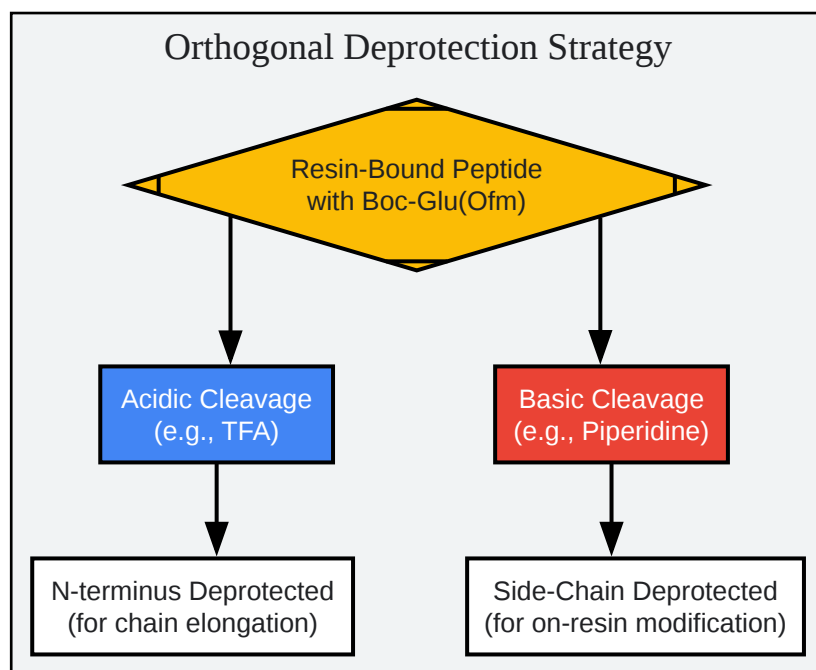 Orthogonal Deprotection Strategy
Resin-Bound Peptide
with Boc-Glu(Ofm)
Acidic Cleavage
(e.g., TFA)
Basic Cleavage
(e.g., Piperidine)
N-terminus Deprotected
(for chain elongation)
Side-Chain Deprotected
(for on-resin modification)